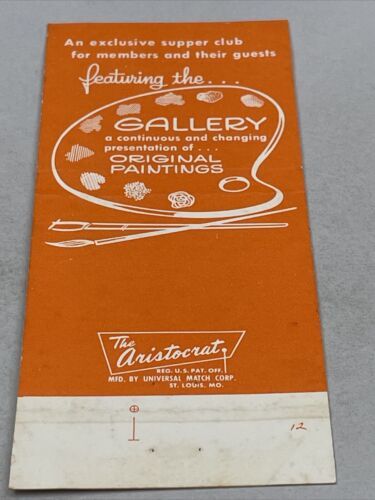 An exclusive supper club
for members and their guests
featuring the...
GALLERY
a continuous and changing
presentation of...
ORIGINAL
PAINTINGS
The
Aristocrat
REG. U.S. PAT. OFF.
MFD. BY UNIVERSAL MATCH CORP.
ST. LOUIS, MO.
12